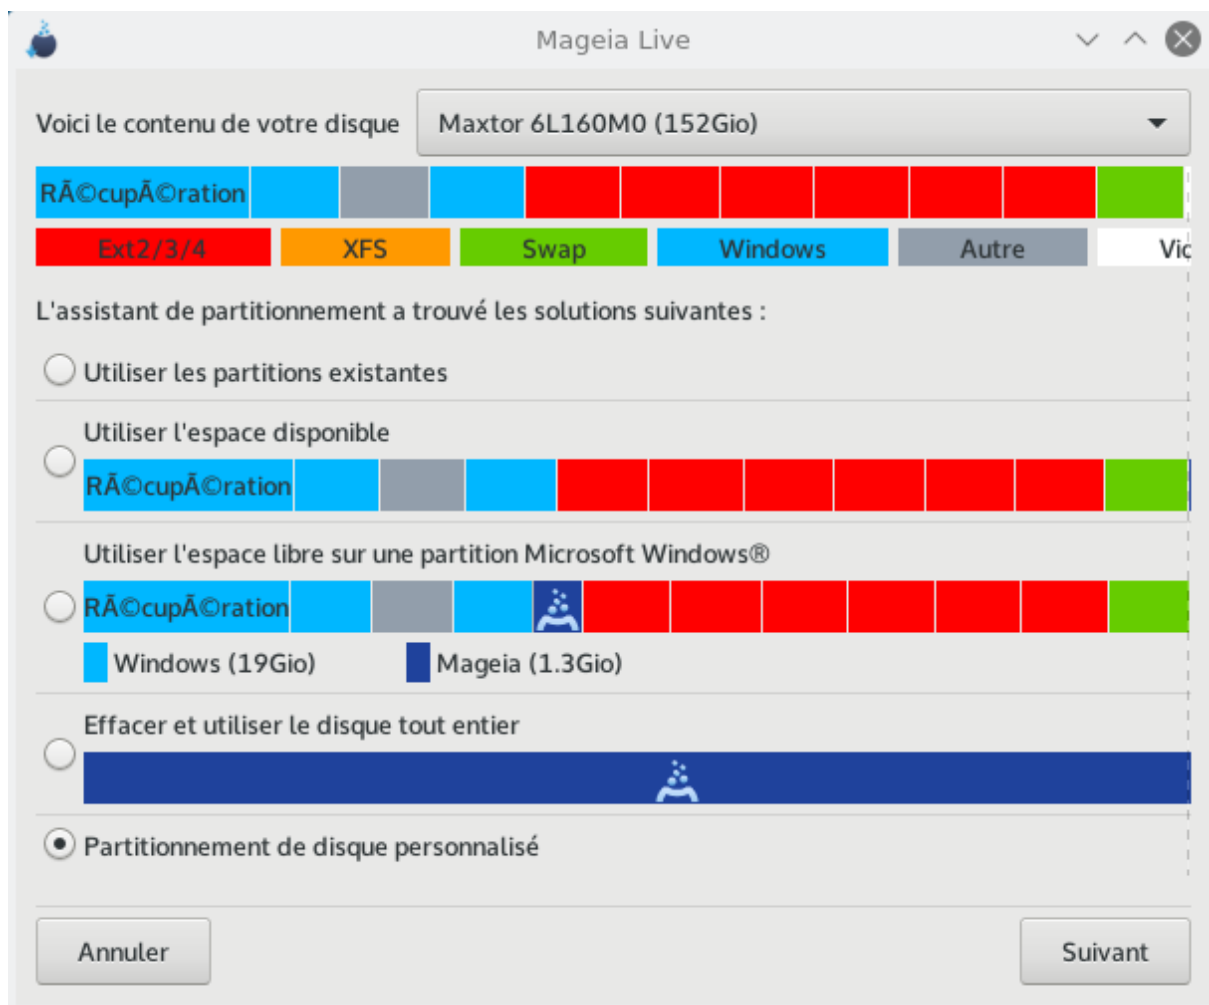 Mageia Live
Voici le contenu de votre disque Maxtor 6L160M0 (152Gio)
RÃ©cupÃ©ration
Ext2/3/4 XFS Swap Windows Autre
L'assistant de partitionnement a trouvé les solutions suivantes :
Utiliser les partitions existantes
Utiliser l'espace disponible
RÃ©cupÃ©ration
Utiliser l'espace libre sur une partition Microsoft Windows®
RÃ©cupÃ©ration
Windows (19Gio) Mageia (1.3Gio)
Effacer et utiliser le disque tout entier
Partitionnement de disque personnalisé
Annuler Suivant